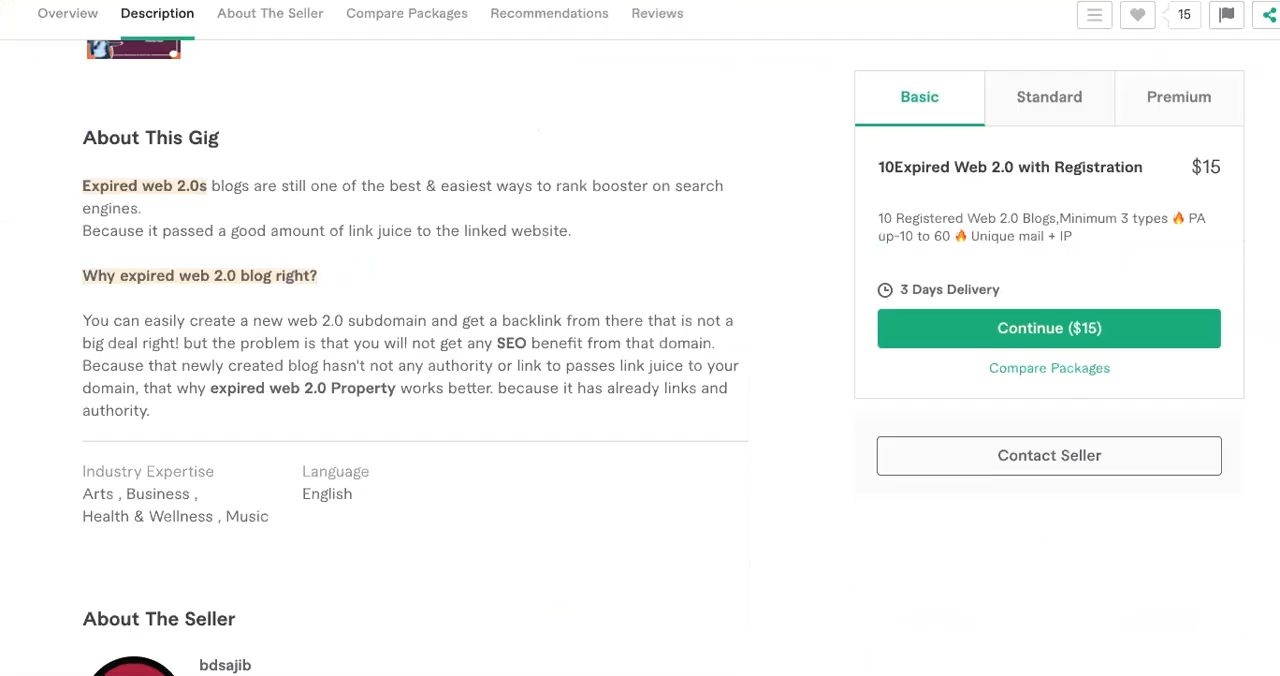 Overview Description About The Seller Compare Packages Recommendations Reviews
15
Basic Standard Premium
About This Gig
10Expired Web 2.0 with Registration $15
Expired web 2.0s blogs are still one of the best & easiest ways to rank booster on search
engines.
Because it passed a good amount of link juice to the linked website.
10 Registered Web 2.0 Blogs,Minimum 3 types 🔥 PA
up-10 to 60 🔥 Unique mail + IP
Why expired web 2.0 blog right?
3 Days Delivery
You can easily create a new web 2.0 subdomain and get a backlink from there that is not a
big deal right! but the problem is that you will not get any SEO benefit from that domain.
Because that newly created blog hasn't not any authority or link to passes link juice to your
domain, that why expired web 2.0 Property works better. because it has already links and
authority.
Continue ($15)
Compare Packages
Contact Seller
Industry Expertise Language
Arts , Business , English
Health & Wellness , Music
About The Seller
bdsajib